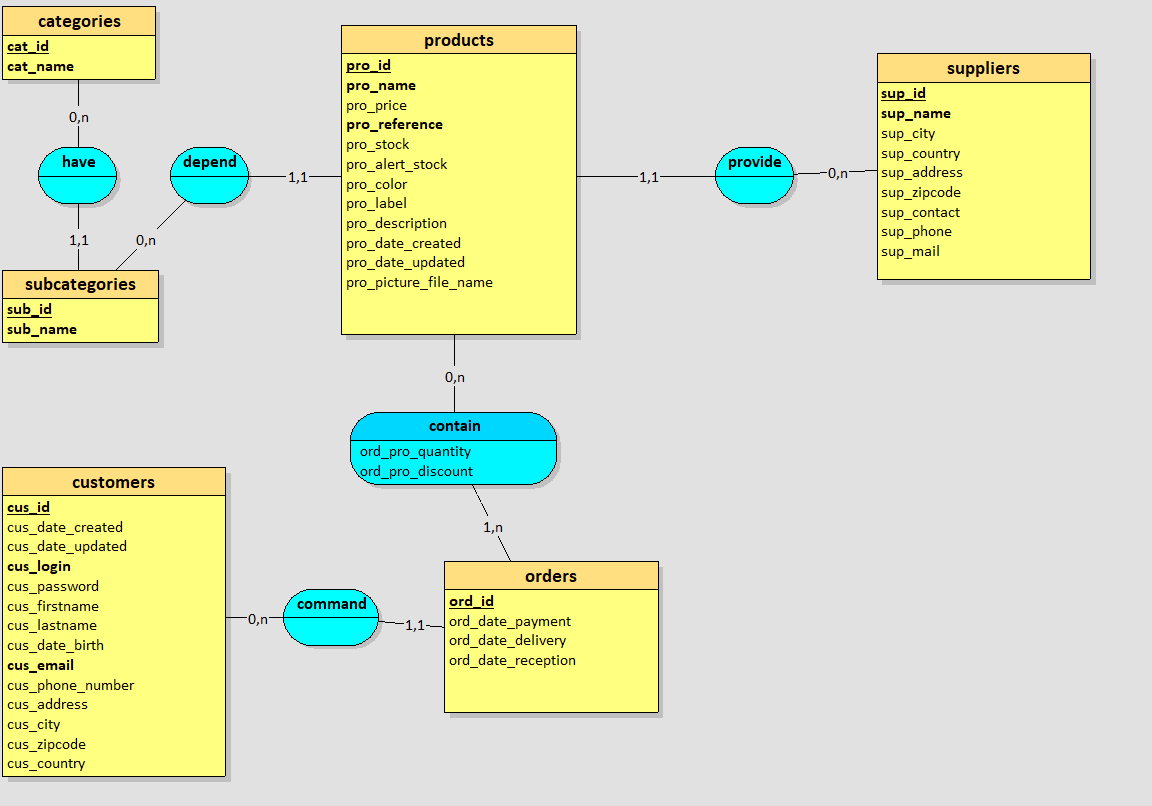 categories
cat_id
cat_name
0,n
have
1,1
subcategories
sub_id
sub_name
depend
0,n
1,1
products
pro_id
pro_name
pro_price
pro_reference
pro_stock
pro_alert_stock
pro_color
pro_label
pro_description
pro_date_created
pro_date_updated
pro_picture_file_name
1,1
provide
0,n
suppliers
sup_id
sup_name
sup_city
sup_country
sup_address
sup_zipcode
sup_contact
sup_phone
sup_mail
0,n
contain
ord_pro_quantity
ord_pro_discount
1,n
customers
cus_id
cus_date_created
cus_date_updated
cus_login
cus_password
cus_firstname
cus_lastname
cus_date_birth
cus_email
cus_phone_number
cus_address
cus_city
cus_zipcode
cus_country
0,n
command
1,1
orders
ord_id
ord_date_payment
ord_date_delivery
ord_date_reception